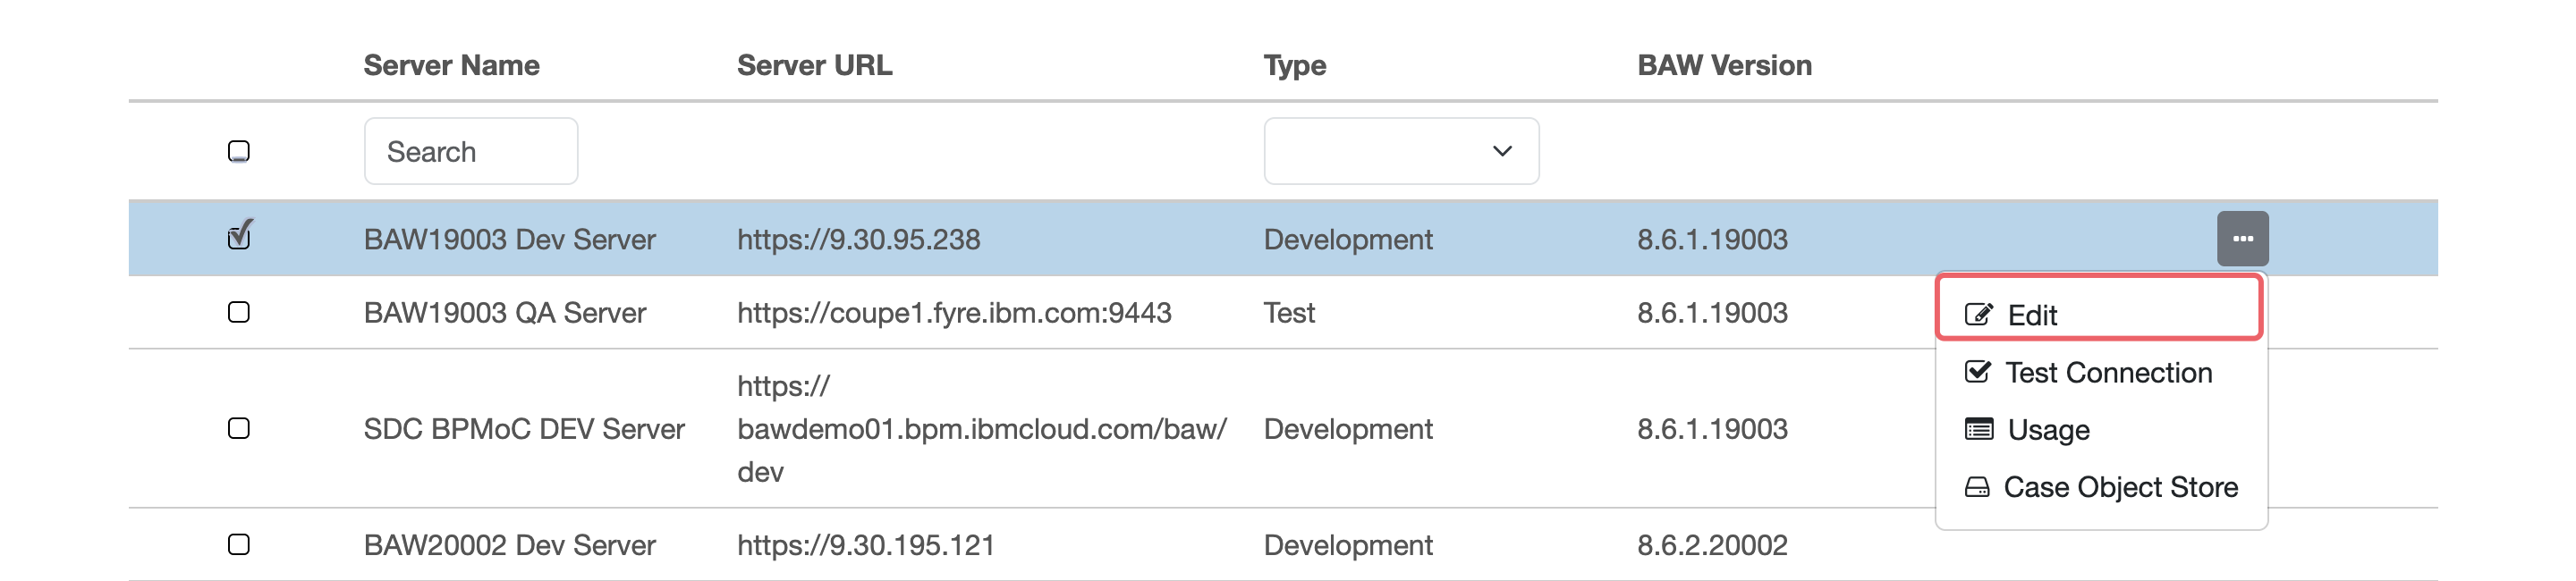 Server Name Server URL Type BAW Version
Search
BAW19003 Dev Server https://9.30.95.238 Development 8.6.1.19003
BAW19003 QA Server https://coupe1.fyre.ibm.com:9443 Test 8.6.1.19003
SDC BPMoC DEV Server https://
bawdemo01.bpm.ibmcloud.com/baw/
dev Development 8.6.1.19003
BAW20002 Dev Server https://9.30.195.121 Development 8.6.2.20002
Edit
Test Connection
Usage
Case Object Store